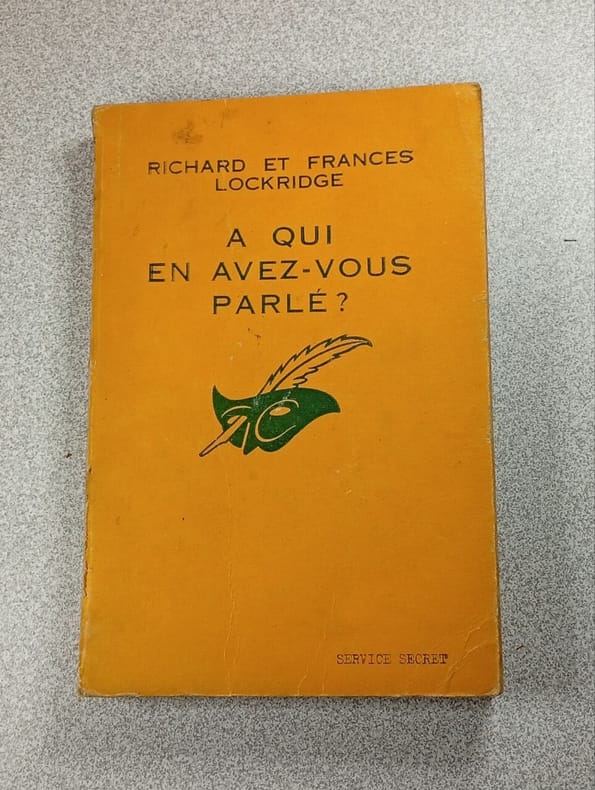 RICHARD ET FRANCES
LOCKRIDGE
A QUI
EN AVEZ-VOUS
PARLÉ ?
SERVICE SECRET